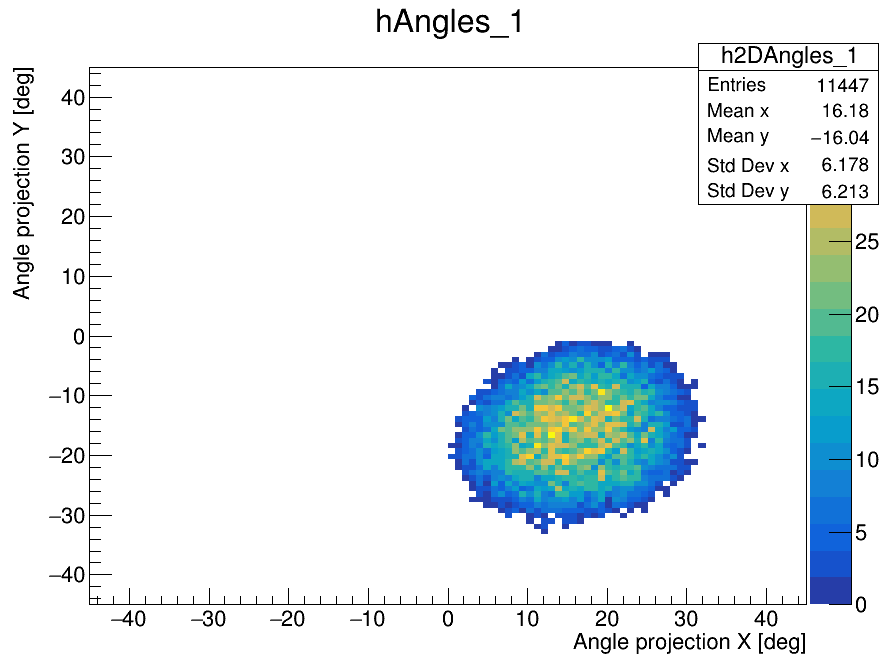 hAngles_1
h2DAngles_1
Entries 11447
Mean x 16.18
Mean y −16.04
Std Dev x 6.178
Std Dev y 6.213
Angle projection Y [deg]
40
30
20
10
0
−10
−20
−30
−40
25
20
15
10
5
0
−40 −30 −20 −10 0 10 20 30 40
Angle projection X [deg]